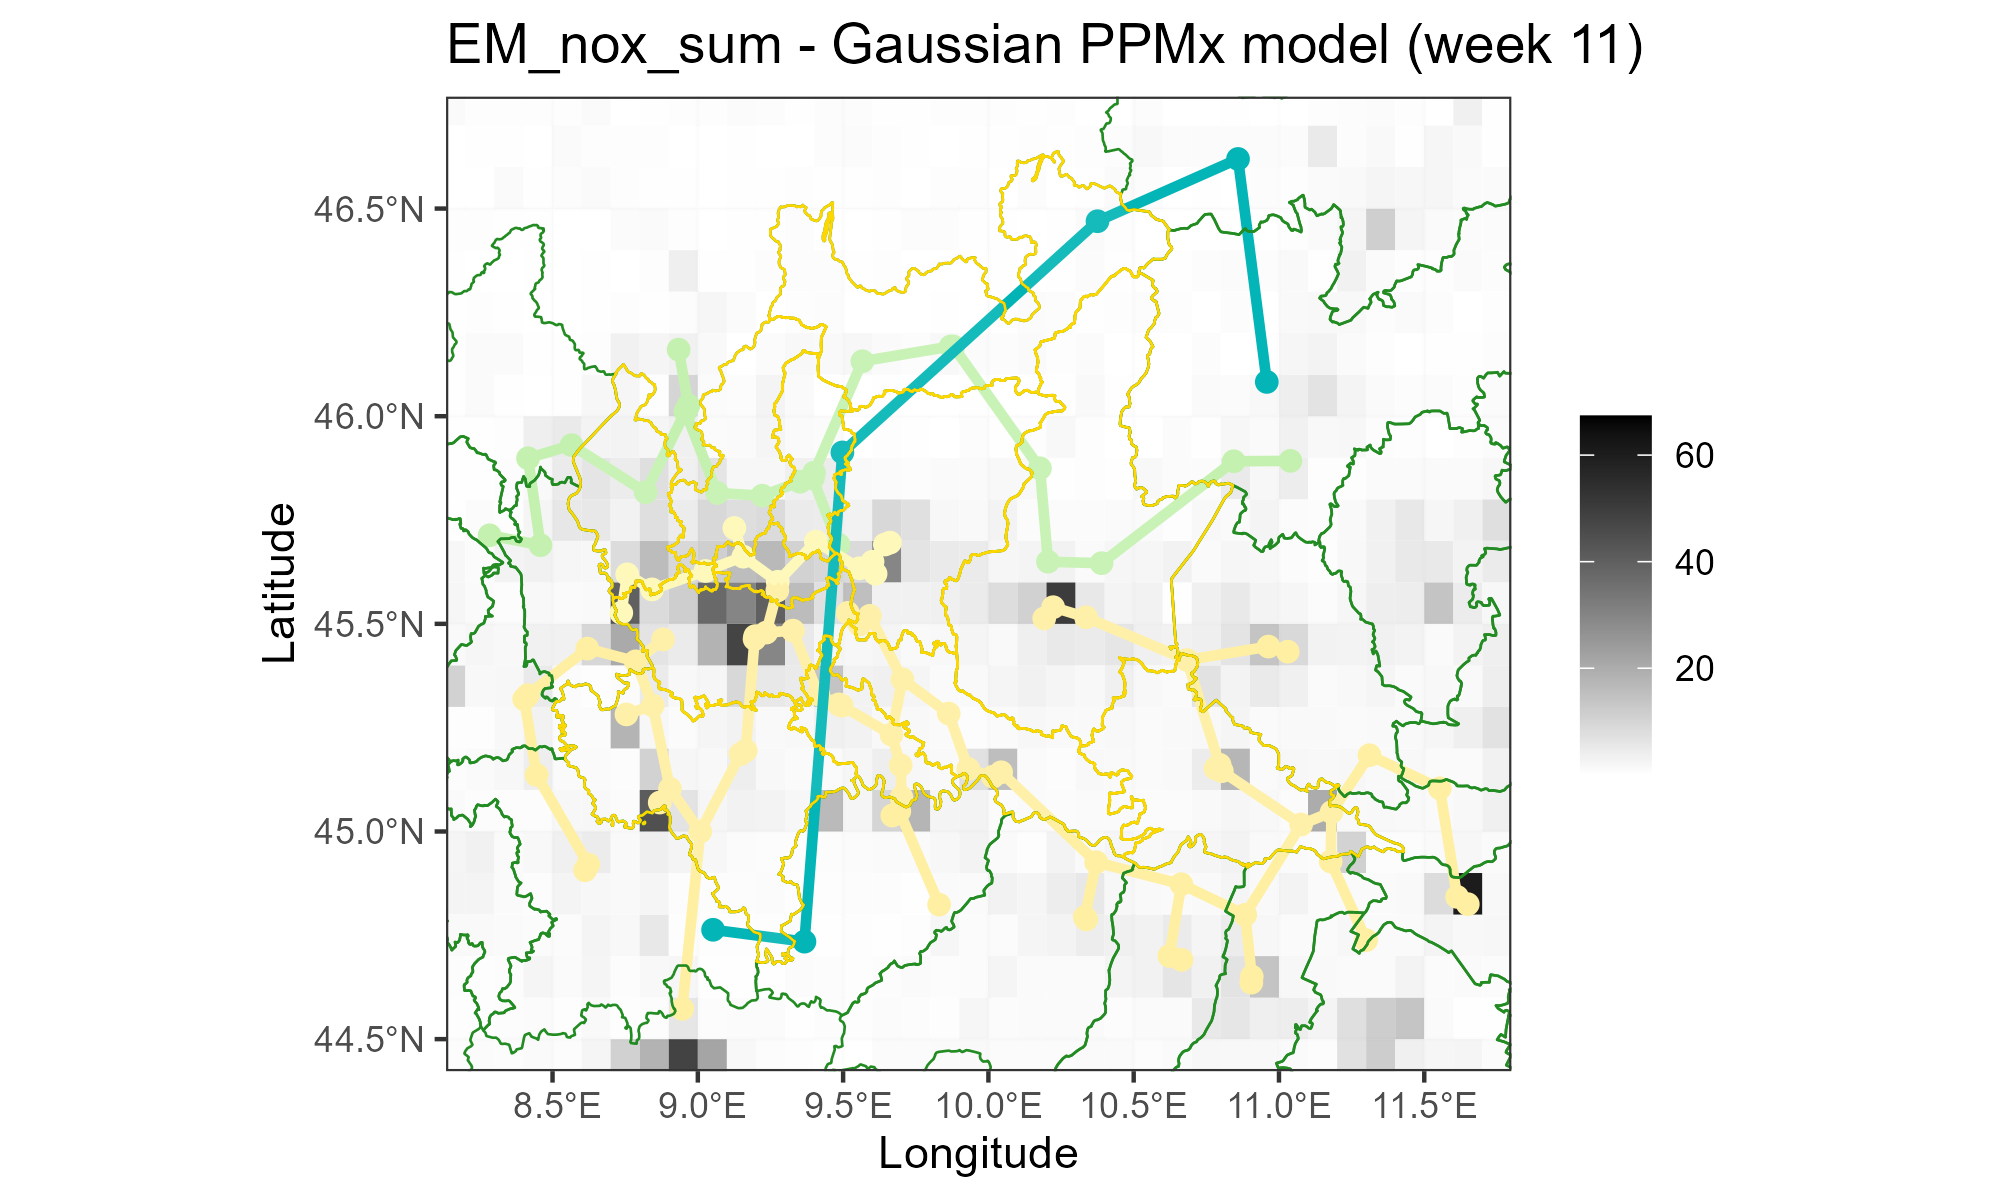 EM_nox_sum - Gaussian PPMx model (week 11)
46.5°N
46.0°N
45.5°N
45.0°N
44.5°N
Latitude
8.5°E 9.0°E 9.5°E 10.0°E 10.5°E 11.0°E 11.5°E
Longitude
60
40
20